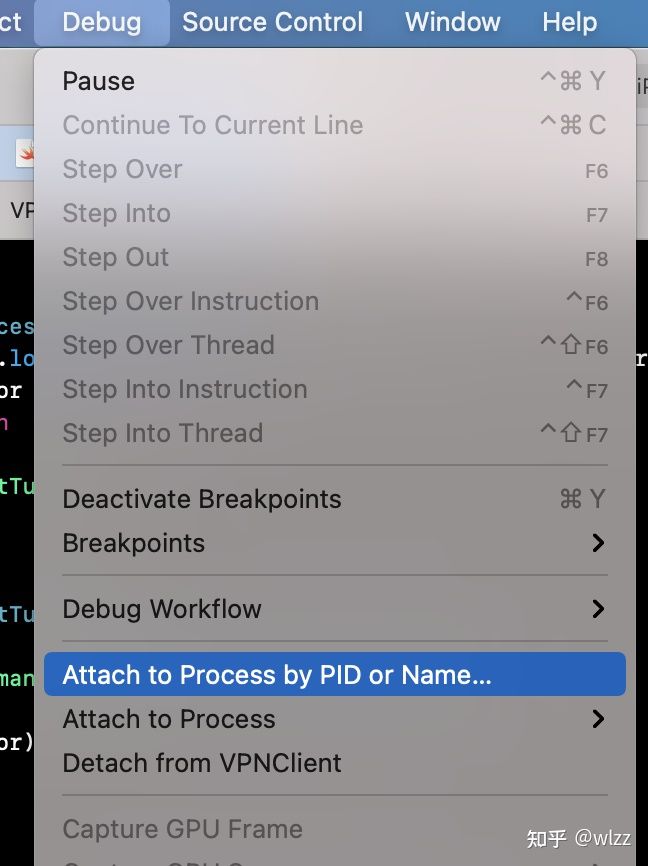 ct Debug Source Control Window Help
Pause ^⌘ Y
Continue To Current Line ^⌘ C
Step Over F6
Step Into F7
Step Out F8
Step Over Instruction ^F6
Step Over Thread ^⇧F6
Step Into Instruction ^F7
Step Into Thread ^⇧F7
Deactivate Breakpoints ⌘ Y
Breakpoints
Debug Workflow
Attach to Process by PID or Name...
Attach to Process
Detach from VPNClient
Capture GPU Frame
iP
VP
ces
.lo
or
n
tTu
tTu
man
or)
r
知乎 @wlzz